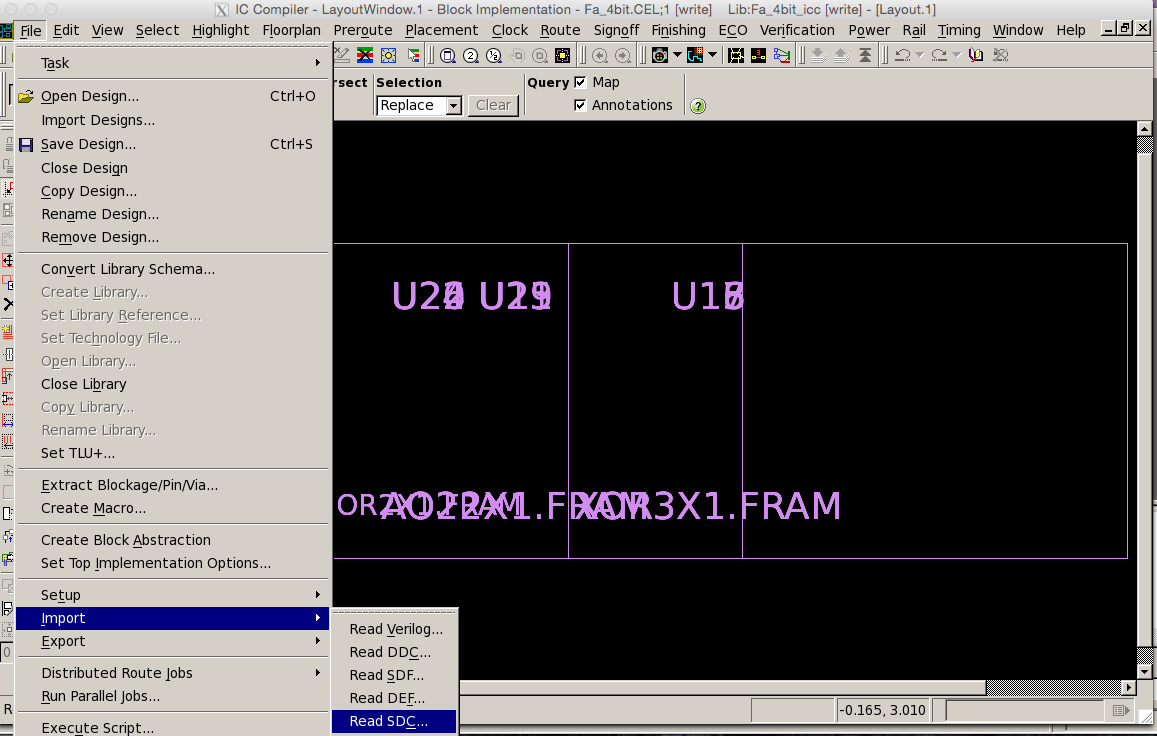 IC Compiler - LayoutWindow.1 - Block Implementation - Fa_4bit.CEL;1 [write]    Lib:Fa_4bit_icc [write] - [Layout.1]
File Edit View Select Highlight Floorplan Preroute Placement Clock Route Signoff Finishing ECO Verification Power Rail Timing Window Help
Task
rsect Selection Query Map
Open Design... Ctrl+O
Replace Clear Annotations
Import Designs...
Save Design... Ctrl+S
Close Design
Copy Design...
Rename Design...
Remove Design...
Convert Library Schema...
Create Library...
Set Library Reference...
Set Technology File...
Open Library...
Close Library
Copy Library...
Rename Library...
Set TLU+...
Extract Blockage/Pin/Via...
Create Macro...
AO22X1.FRAM XOR3X1.FRAM
Create Block Abstraction
Set Top Implementation Options...
Setup
Import
Export
Distributed Route Jobs
Run Parallel Jobs...
Execute Script...
Read Verilog...
Read DDC...
Read SDF...
Read DEF...
Read SDC...
-0.165, 3.010